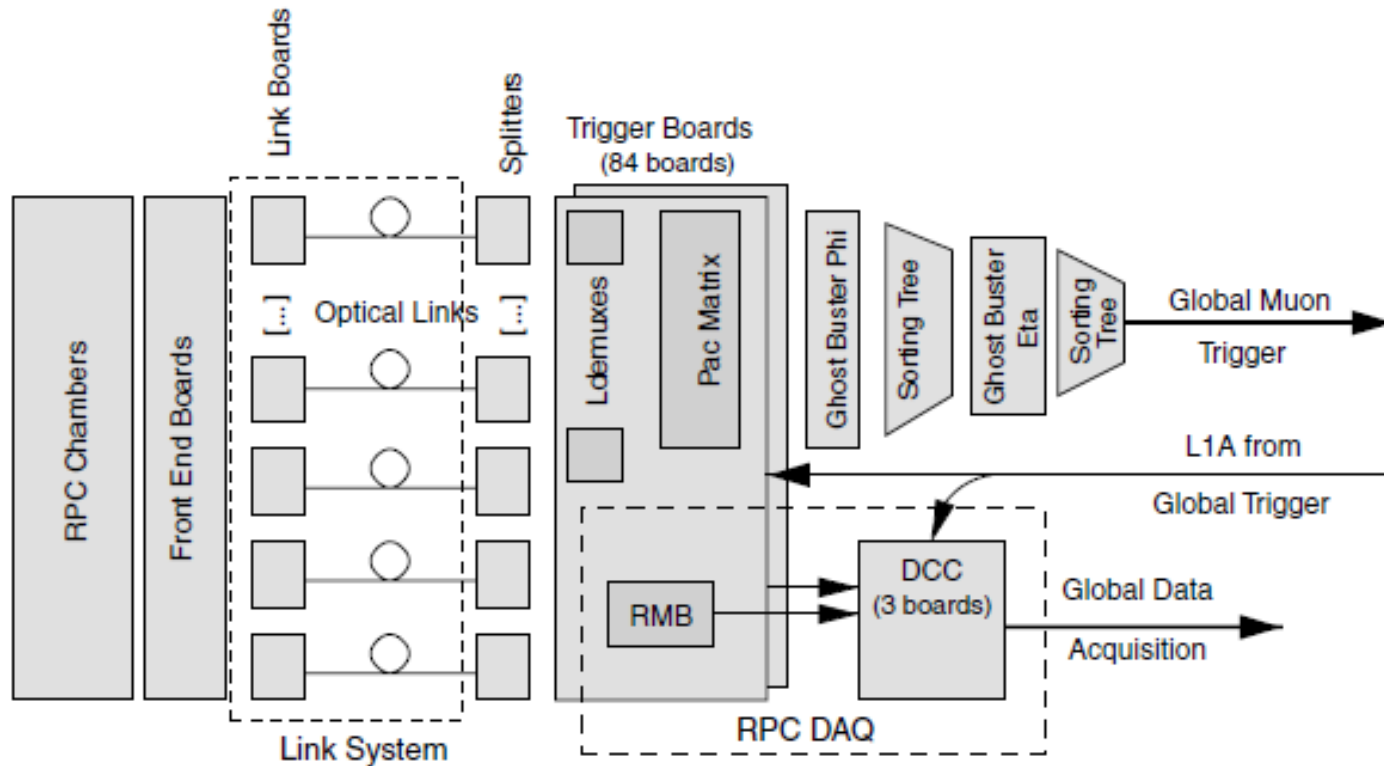 Link Boards
Splitters
Trigger Boards
(84 boards)
RPC Chambers
Front End Boards
[...]
Optical Links
[...]
Ldemuxes
Pac Matrix
Ghost Buster Phi
Sorting Tree
Ghost Buster
Eta
Sorting
Tree
Global Muon
Trigger
L1A from
Global Trigger
RMB
DCC
(3 boards)
Global Data
Acquisition
RPC DAQ
Link System